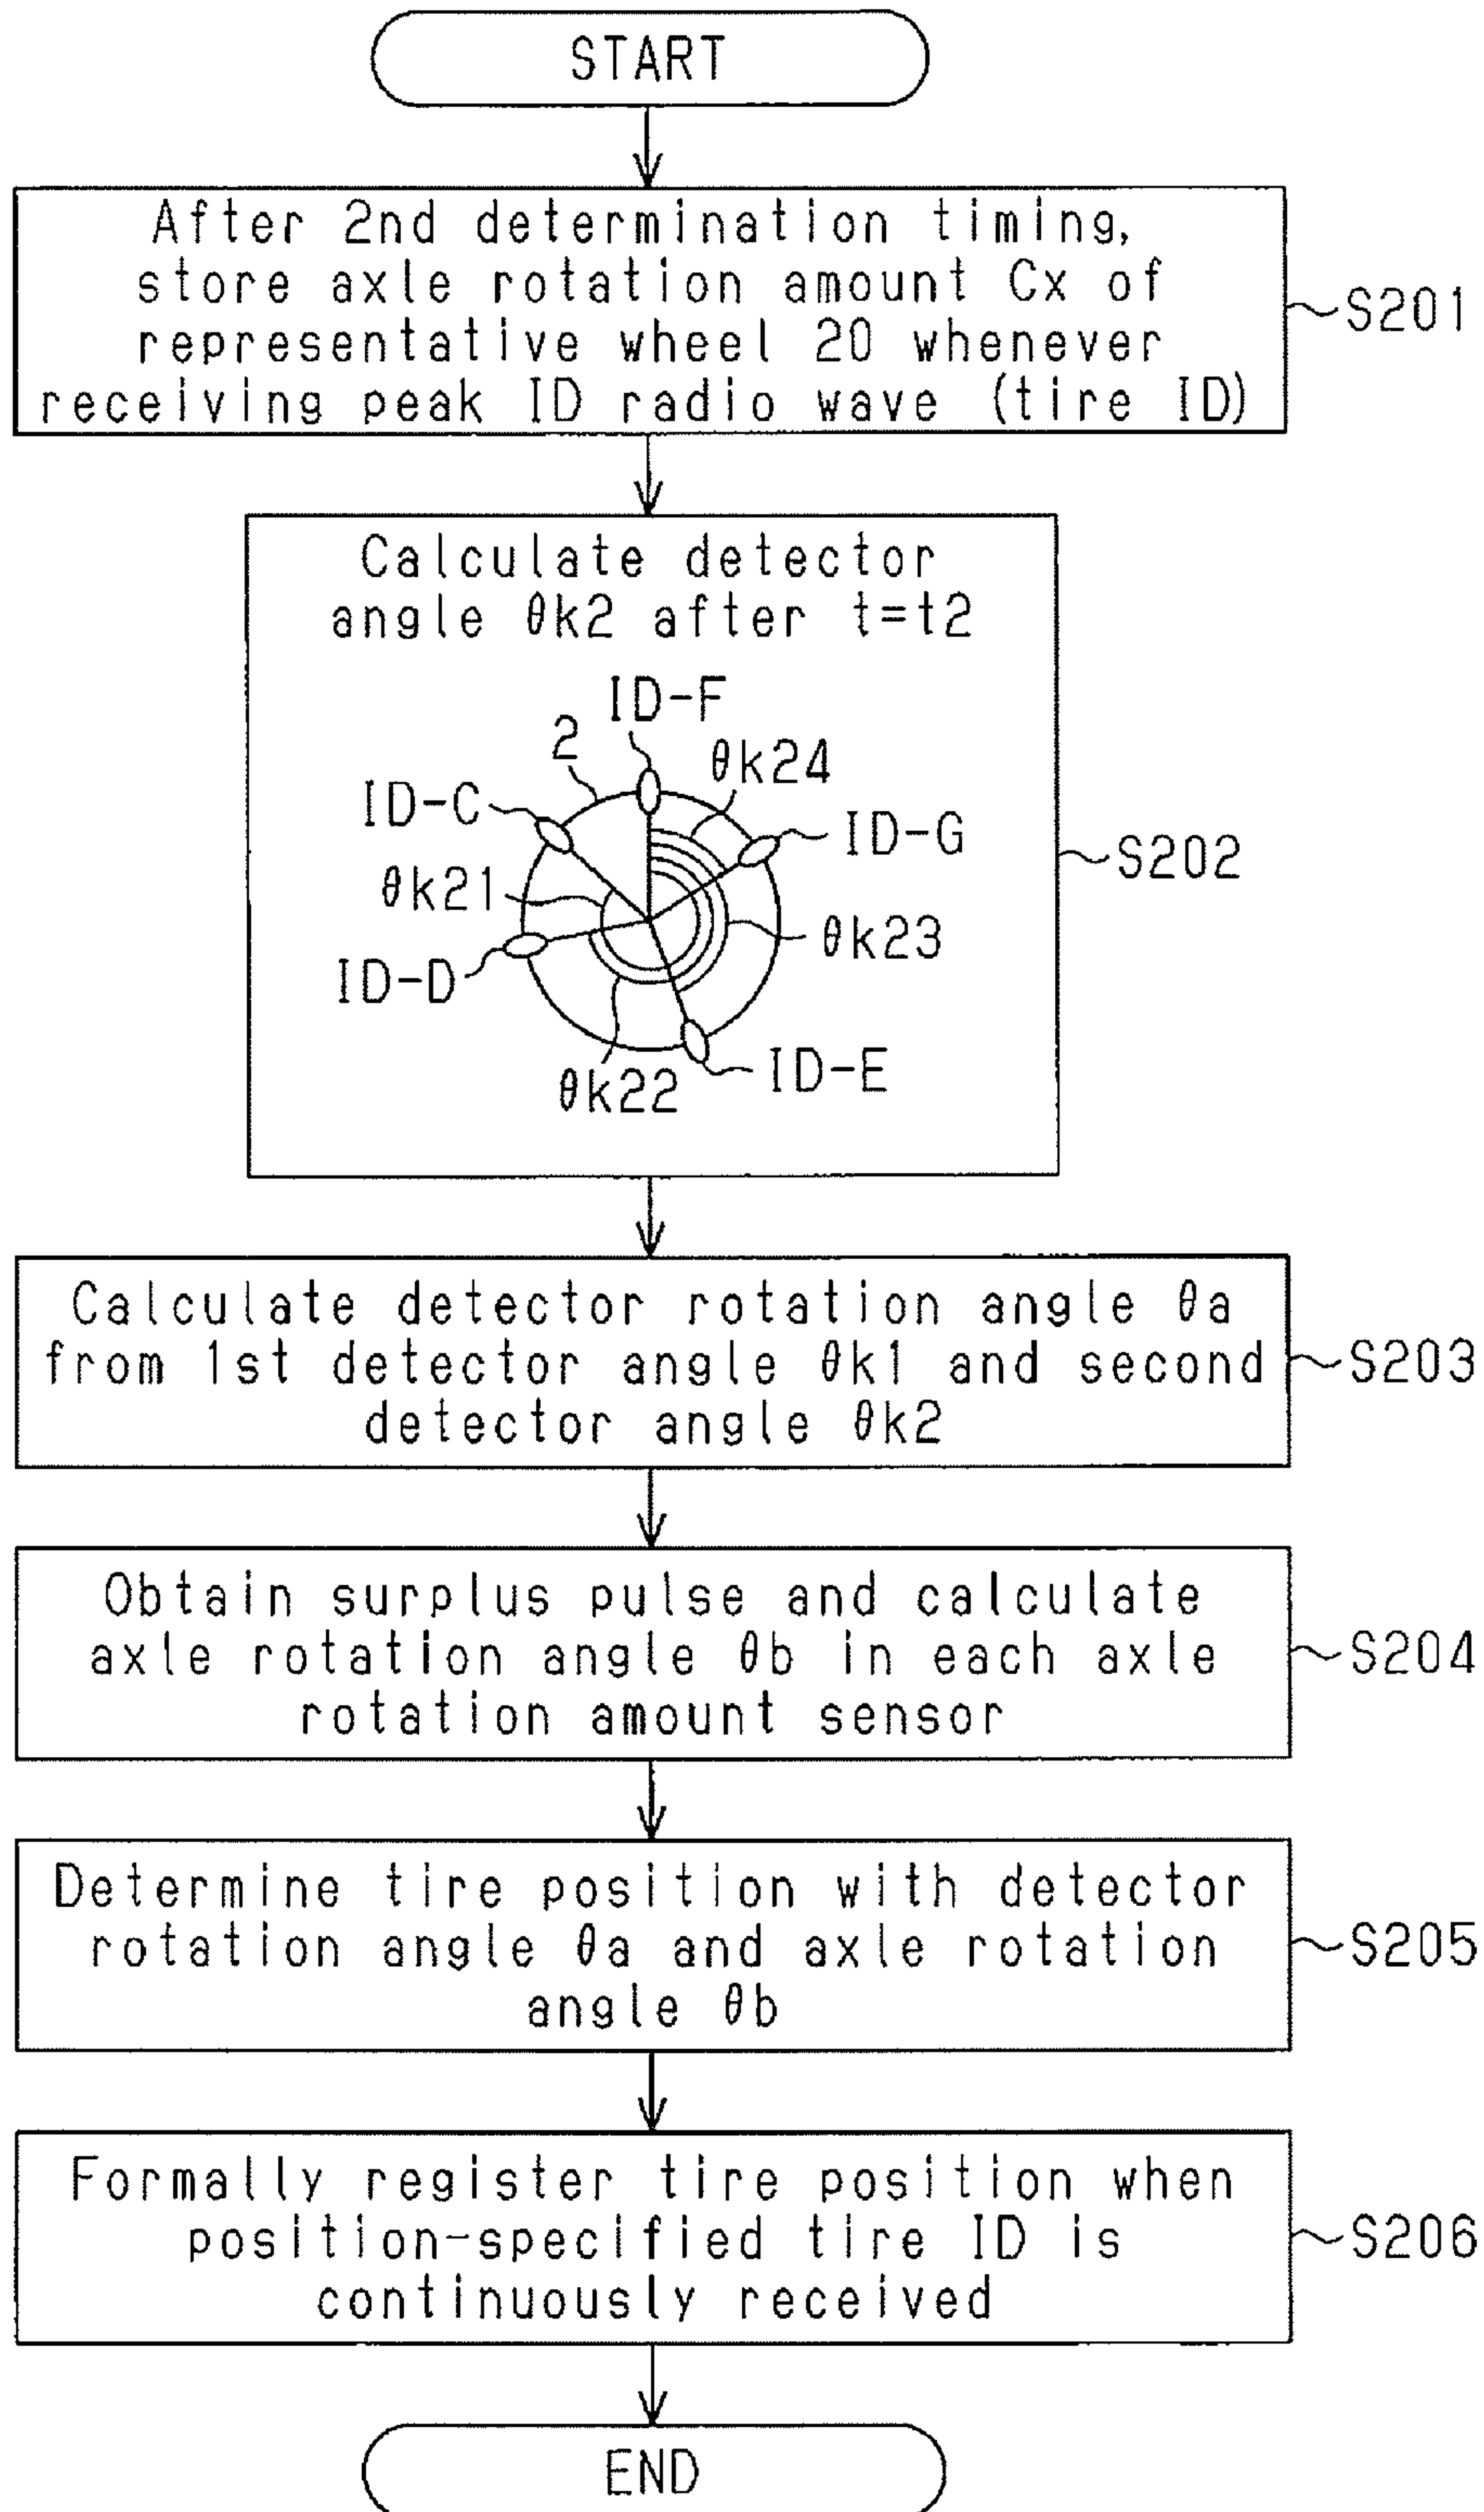 START
After 2nd determination timing,
store axle rotation amount Cx of
representative wheel 20 whenever
receiving peak ID radio wave (tire ID)
S201
Calculate detector
angle θk2 after t=t2
ID-F
2
θk24
ID-C
ID-G
θk21
θk23
ID-D
ID-E
θk22
S202
Calculate detector rotation angle θa
from 1st detector angle θk1 and second
detector angle θk2
S203
Obtain surplus pulse and calculate
axle rotation angle θb in each axle
rotation amount sensor
S204
Determine tire position with detector
rotation angle θa and axle rotation
angle θb
S205
Formally register tire position when
position-specified tire ID is
continuously received
S206
END